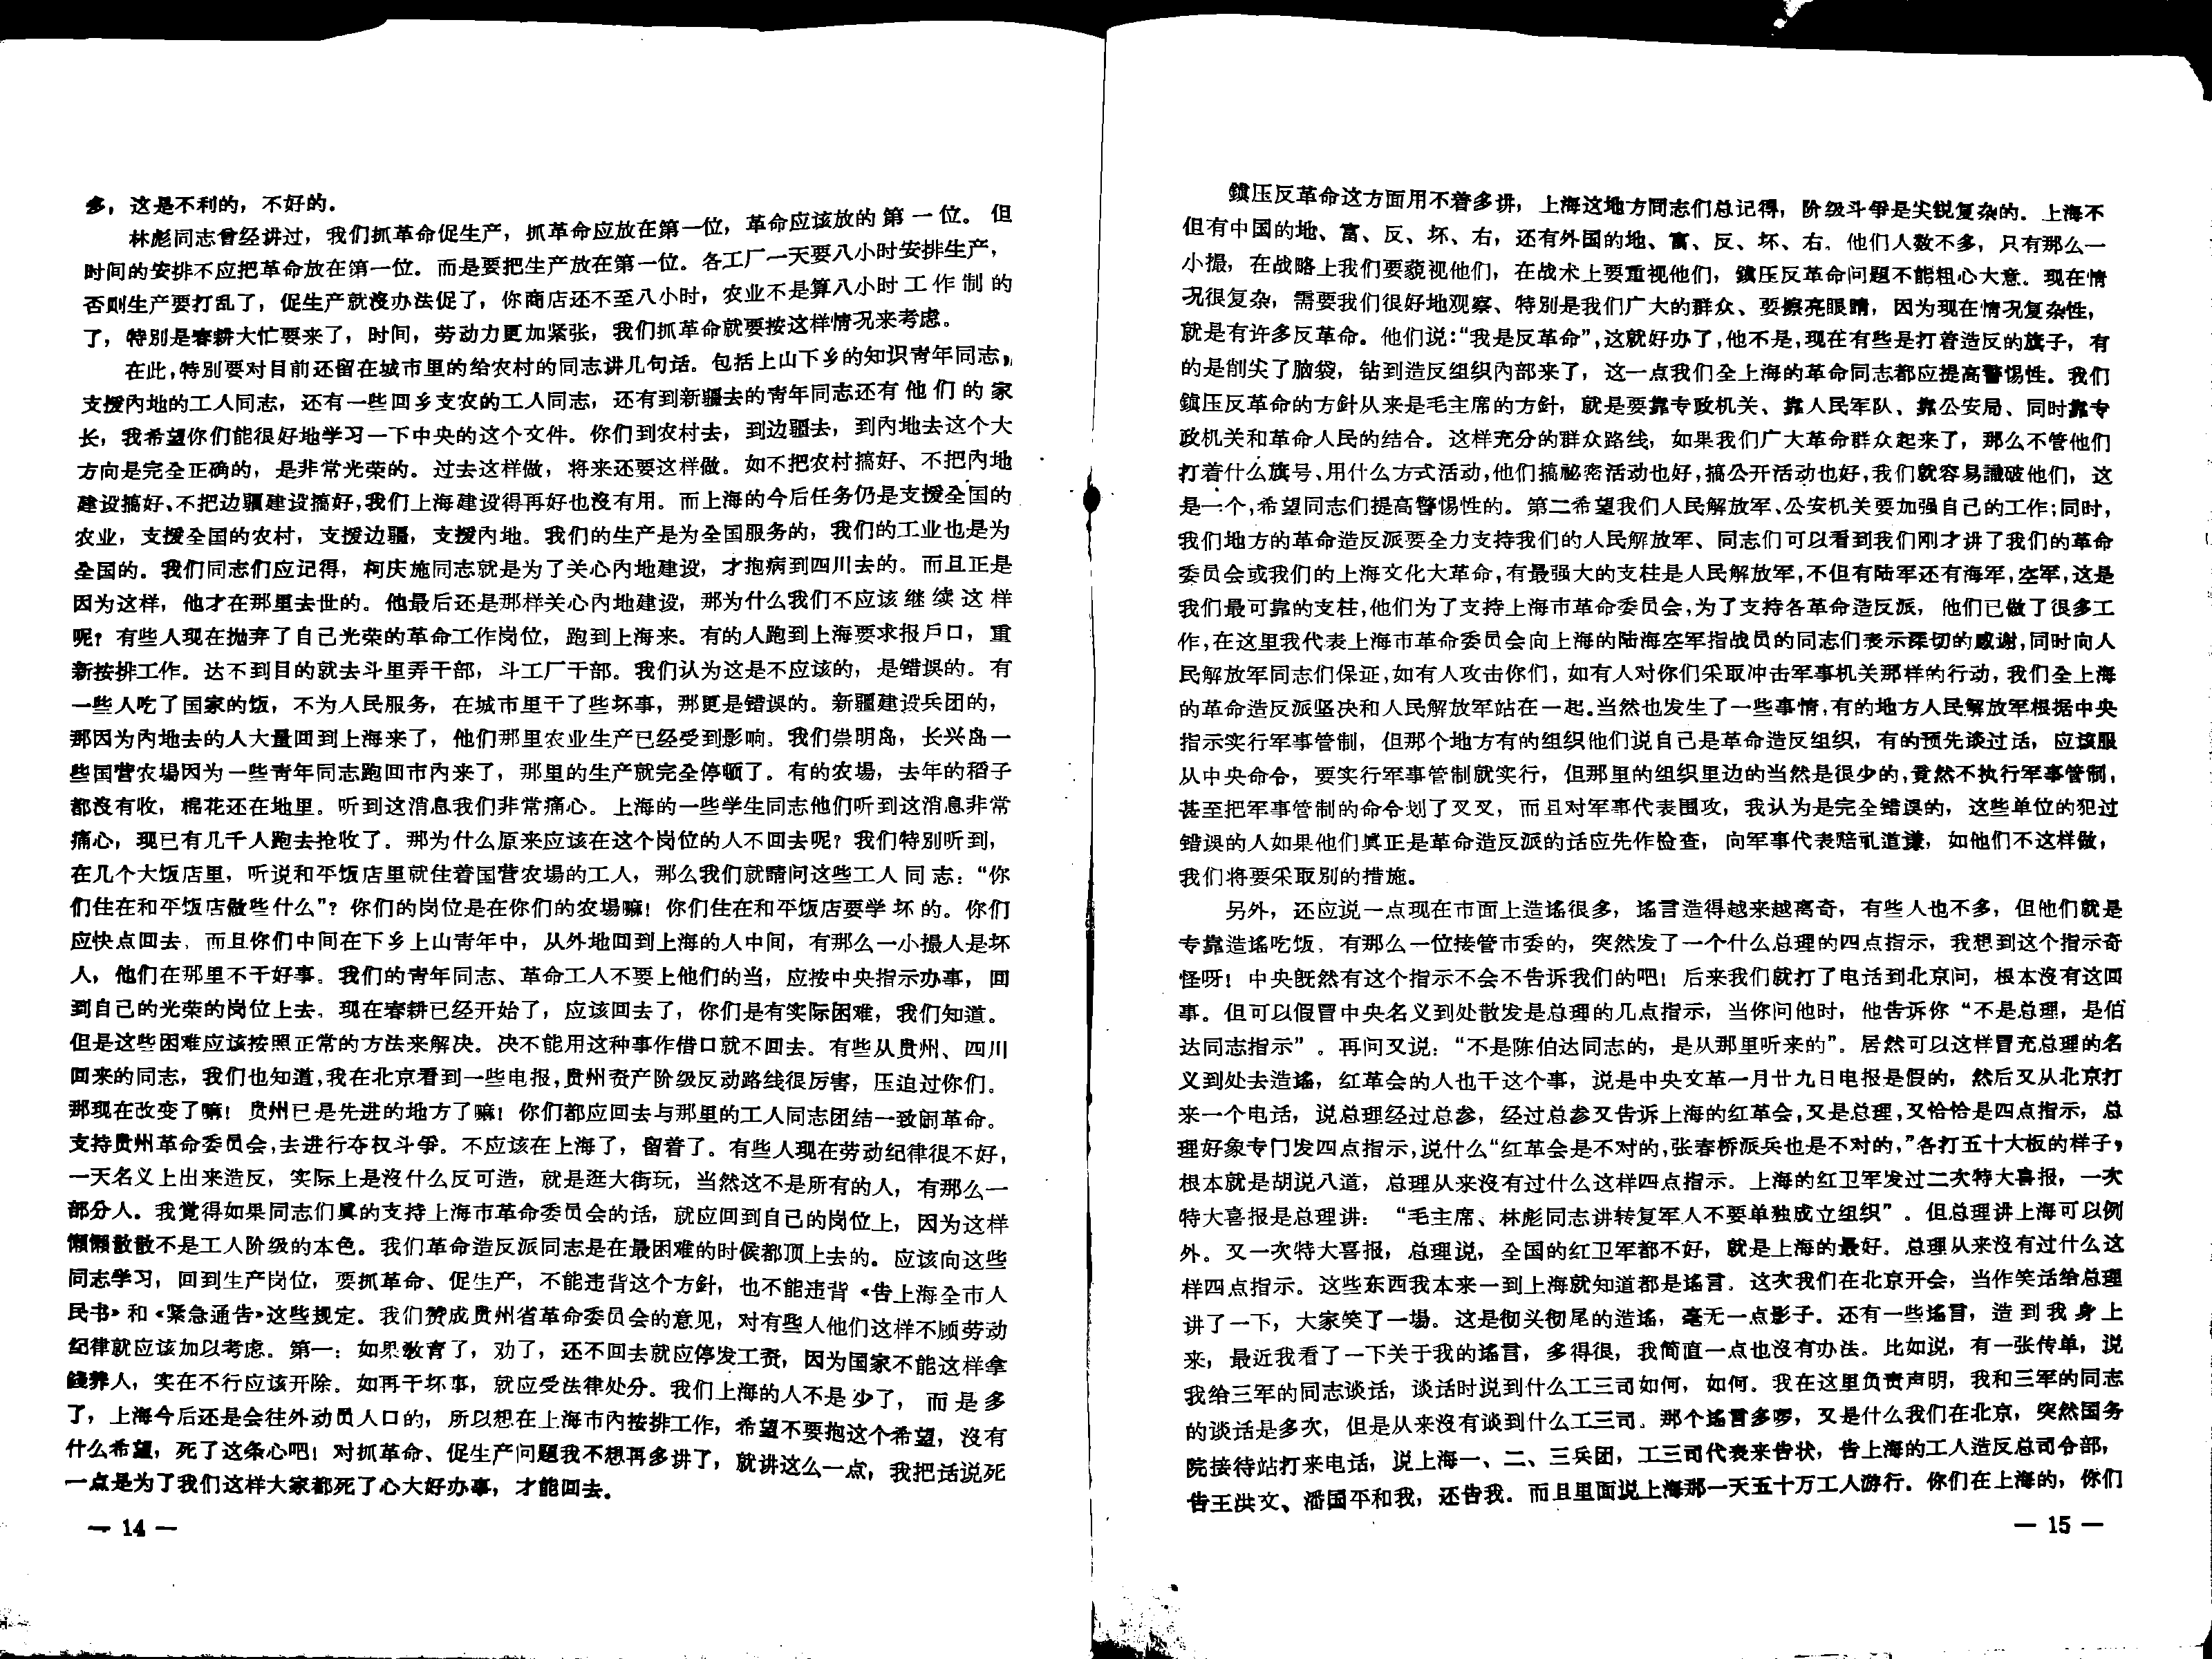 多，这是不利的，不好的。
林彪同志曾经讲过，我们抓革命促生产，抓革命应放在第一位，革命应该放的第一位。但
时间的安排不应把革命放在第一位。而是要把生产放在第一位。各工厂一天要八小时安排生产，
否则生产要打乱了，促生产就没办法促了，你商店还不至八小时，农业不是算八小时工作制的
了，特别是春耕大忙要来了，时间，劳动力更加紧张，我们抓革命就要按这样情况来考虑。
在此，特别要对目前还留在城市里的给农村的同志讲几句话。包括上山下乡的知识青年同志，
支援内地的工人同志，还有一些回乡支农的工人同志，还有到新疆去的青年同志还有他们的家
长，我希望你们能很好地学习一下中央的这个文件。你们到农村去，到边疆去，到内地去这个大
方向是完全正确的，是非常光荣的。过去这样做，将来还要这样做。如不把农村搞好、不把内地
建设搞好、不把边疆建设搞好，我们上海建设得再好也没有用。而上海的今后任务仍是支援全国的
农业，支援全国的农村，支援边疆，支援内地。我们的生产是为全国服务的，我们的工业也是为
全国的。我们同志们应记得，柯庆施同志就是为了关心内地建设，才抱病到四川去的。而且正是
因为这样，他才在那里去世的。他最后还是那样关心内地建设，那为什么我们不应该继续这样
呢？有些人现在抛弃了自己光荣的革命工作岗位，跑到上海来。有的人跑到上海要求报户口，重
新按排工作。达不到目的就去斗里弄干部，斗工厂干部。我们认为这是不应该的，是错误的。有
一些人吃了国家的饭，不为人民服务，在城市里干了些坏事，那更是错误的。新疆建设兵团的，
那因为内地去的人大量回到上海来了，他们那里农业生产已经受到影响。我们崇明岛，长兴岛一
些国营农場因为一些青年同志跑回市内来了，那里的生产就完全停顿了。有的农場，去年的稻子
都没有收，棉花还在地里。听到这消息我们非常痛心。上海的一些学生同志他们听到这消息非常
痛心，现已有几千人跑去抢收了。那为什么原来应该在这个岗位的人不回去呢？我们特别听到，
在几个大饭店里，听说和平饭店里就住着国营农場的工人，那么我们就請问这些工人同志：“你
们住在和平饭店做些什么”？你们的岗位是在你们的农場嘛！你们住在和平饭店要学坏的。你们
应快点回去，而且你们中间在下乡上山青年中，从外地回到上海的人中间，有那么一小撮人是坏
人，他们在那里不干好事。我们的青年同志、革命工人不要上他们的当，应按中央指示办事，回
到自己的光荣的岗位上去，现在春耕已经开始了，应该回去了，你们是有实际困难，我们知道。
但是这些困难应该按照正常的方法来解决。决不能用这种事作借口就不回去。有些从贵州、四川
回来的同志，我们也知道，我在北京看到一些电报，贵州资产阶级反动路线很厉害，压迫过你们。
那现在改变了嘛！贵州已是先进的地方了嘛！你们都应回去与那里的工人同志团结一致闹革命。
支持贵州革命委员会，去进行夺权斗爭。不应该在上海了，留着了。有些人现在劳动纪律很不好，
一天名义上出来造反，实际上是没什么反可造，就是逛大街玩，当然这不是所有的人，有那么一
部分人。我觉得如果同志们真的支持上海市革命委员会的话，就应回到自己的岗位上，因为这样
懒懒散散不是工人阶级的本色。我们革命造反派同志是在最困难的时候都顶上去的。应该向这些
同志学习，回到生产岗位，要抓革命、促生产，不能违背这个方針，也不能违背《告上海全市人
民书》和《紧急通告》这些规定。我们赞成贵州省革命委员会的意见，对有些人他们这样不顾劳动
纪律就应该加以考虑。第一：如果教育了，劝了，还不回去就应停发工资，因为国家不能这样拿
錢养人，实在不行应该开除。如再干坏事，就应受法律处分。我们上海的人不是少了，而是多
了，上海今后还是会往外动员人口的，所以想在上海市内按排工作，希望不要抱这个希望，没有
什么希望，死了这条心吧！对抓革命、促生产问题我不想再多讲了，就讲这么一点，我把话说死
一点是为了我们这样大家都死了心大好办事，才能回去。
— 14 —
鎮压反革命这方面用不着多讲，上海这地方同志们总记得，阶级斗爭是尖锐复杂的。上海不
但有中国的地、富、反、坏、右，还有外国的地、富、反、坏、右。他们人数不多，只有那么一
小撮，在战略上我们要藐视他们，在战术上要重视他们，鎮压反革命问题不能粗心大意。现在情
况很复杂，需要我们很好地观察、特别是我们广大的群众、要擦亮眼睛，因为现在情况复杂性，
就是有许多反革命。他们说：“我是反革命”，这就好办了，他不是，现在有些是打着造反的旗子，有
的是削尖了脑袋，钻到造反组织内部来了，这一点我们全上海的革命同志都应提高警惕性。我们
鎮压反革命的方針从来是毛主席的方針，就是要靠专政机关、靠人民军队、靠公安局、同时靠专
政机关和革命人民的结合。这样充分的群众路线，如果我们广大革命群众起来了，那么不管他们
打着什么旗号、用什么方式活动，他们搞祕密活动也好，搞公开活动也好，我们就容易識破他们，这
是一个，希望同志们提高警惕性的。第二希望我们人民解放军、公安机关要加强自己的工作；同时，
我们地方的革命造反派要全力支持我们的人民解放军、同志们可以看到我们刚才讲了我们的革命
委员会或我们的上海文化大革命，有最强大的支柱是人民解放军，不但有陆军还有海军，空军，这是
我们最可靠的支柱，他们为了支持上海市革命委员会，为了支持各革命造反派，他们已做了很多工
作，在这里我代表上海市革命委员会向上海的陆海空军指战员的同志们表示深切的感谢，同时向人
民解放军同志们保证，如有人攻击你们，如有人对你们采取冲击军事机关那样的行动，我们全上海
的革命造反派坚决和人民解放军站在一起。当然也发生了一些事情，有的地方人民解放军根据中央
指示实行军事管制，但那个地方有的组织他们说自己是革命造反组织，有的预先谈过话，应该服
从中央命令，要实行军事管制就实行，但那里的组织里边的当然是很少的，竟然不执行军事管制，
甚至把军事管制的命令划了叉叉，而且对军事代表围攻，我认为是完全错误的，这些单位的犯过
错误的人如果他们真正是革命造反派的话应先作检查，向军事代表赔礼道谦，如他们不这样做，
我们将要采取别的措施。
另外，还应说一点现在市面上造谣很多，谣言造得越来越离奇，有些人也不多，但他们就是
专靠造谣吃饭，有那么一位接管市委的，突然发了一个什么总理的四点指示，我想到这个指示奇
怪呀！中央既然有这个指示不会不告诉我们的吧！后来我们就打了电话到北京问，根本没有这回
事。但可以假冒中央名义到处散发是总理的几点指示，当你问他时，他告诉你“不是总理，是伯
达同志指示”。再问又说：“不是陈伯达同志的，是从那里听来的”。居然可以这样冒充总理的名
义到处去造谣，红革会的人也干这个事，说是中央文革一月廿九日电报是假的，然后又从北京打
来一个电话，说总理经过总参，经过总参又告诉上海的红革会，又是总理，又恰恰是四点指示，总
理好象专门发四点指示，说什么“红革会是不对的，张春桥派兵也是不对的，”各打五十大板的样子，
根本就是胡说八道，总理从来没有过什么这样四点指示。上海的红卫军发过二次特大喜报，一次
特大喜报是总理讲：“毛主席、林彪同志讲转复军人不要单独成立组织”。但总理讲上海可以例
外。又一次特大喜报，总理说，全国的红卫军都不好，就是上海的最好。总理从来没有过什么这
样四点指示。这些东西我本来一到上海就知道都是谣言，这次我们在北京开会，当作笑话给总理
讲了一下，大家笑了一場。这是彻头彻尾的造谣，毫无一点影子。还有一些谣言，造到我身上
来，最近我看了一下关于我的谣言，多得很，我简直一点也没有办法。比如说，有一张传单，说
我给三军的同志谈话，谈话时说到什么工三司如何，如何。我在这里负责声明，我和三军的同志
的谈话是多次，但是从来没有谈到什么工三司。那个谣言多啰，又是什么我们在北京，突然国务
院接待站打来电话，说上海一、二、三兵团，工三司代表来告状，告上海的工人造反总司令部，
告王洪文、潘国平和我，还告我。而且里面说上海那一天五十万工人游行。你们在上海的，你们
— 15 —